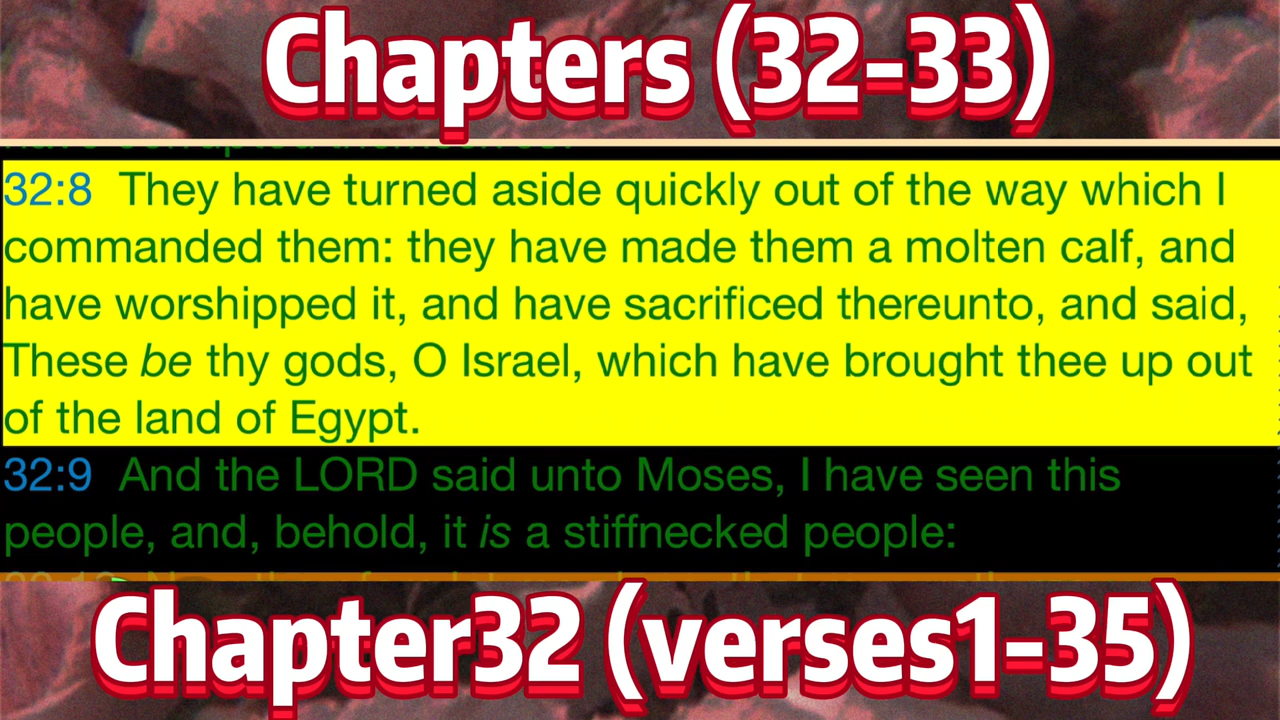 Chapters (32-33)
32:8 They have turned aside quickly out of the way which I
commanded them: they have made them a molten calf, and
have worshipped it, and have sacrificed thereunto, and said,
These be thy gods, O Israel, which have brought thee up out
of the land of Egypt.
32:9 And the LORD said unto Moses, I have seen this
people, and, behold, it is a stiffnecked people:
Chapter32 (verses1-35)